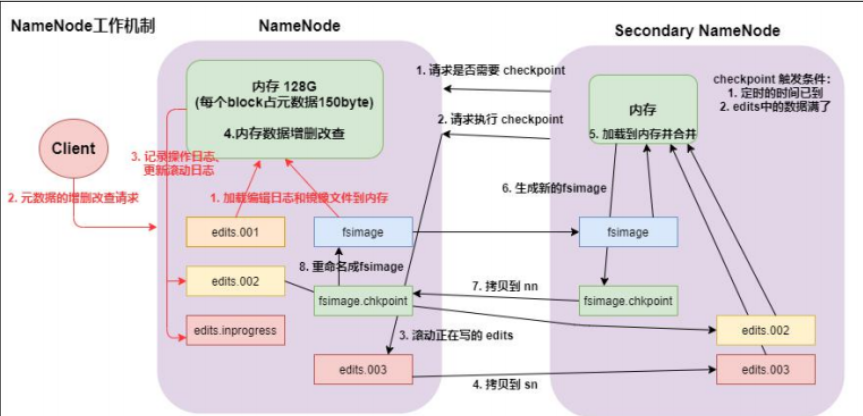 NameNode工作机制
NameNode
内存 128G
(每个block占元数据150byte)
4.内存数据增删改查
Client
3. 记录操作日志、
更新滚动日志
2. 元数据的增删改查请求
1. 加载编辑日志和镜像文件到内存
edits.001
fsimage
8. 重命名成fsimage
edits.002
fsimage.chkpoint
edits.inprogress
3. 滚动正在写的 edits
edits.003
1. 请求是否需要 checkpoint
2. 请求执行 checkpoint
6. 生成新的fsimage
7. 拷贝到 nn
4. 拷贝到 sn
Secondary NameNode
内存
5. 加载到内存并合并
checkpoint 触发条件:
1. 定时的时间已到
2. edits中的数据满了
fsimage
fsimage.chkpoint
edits.002
edits.003